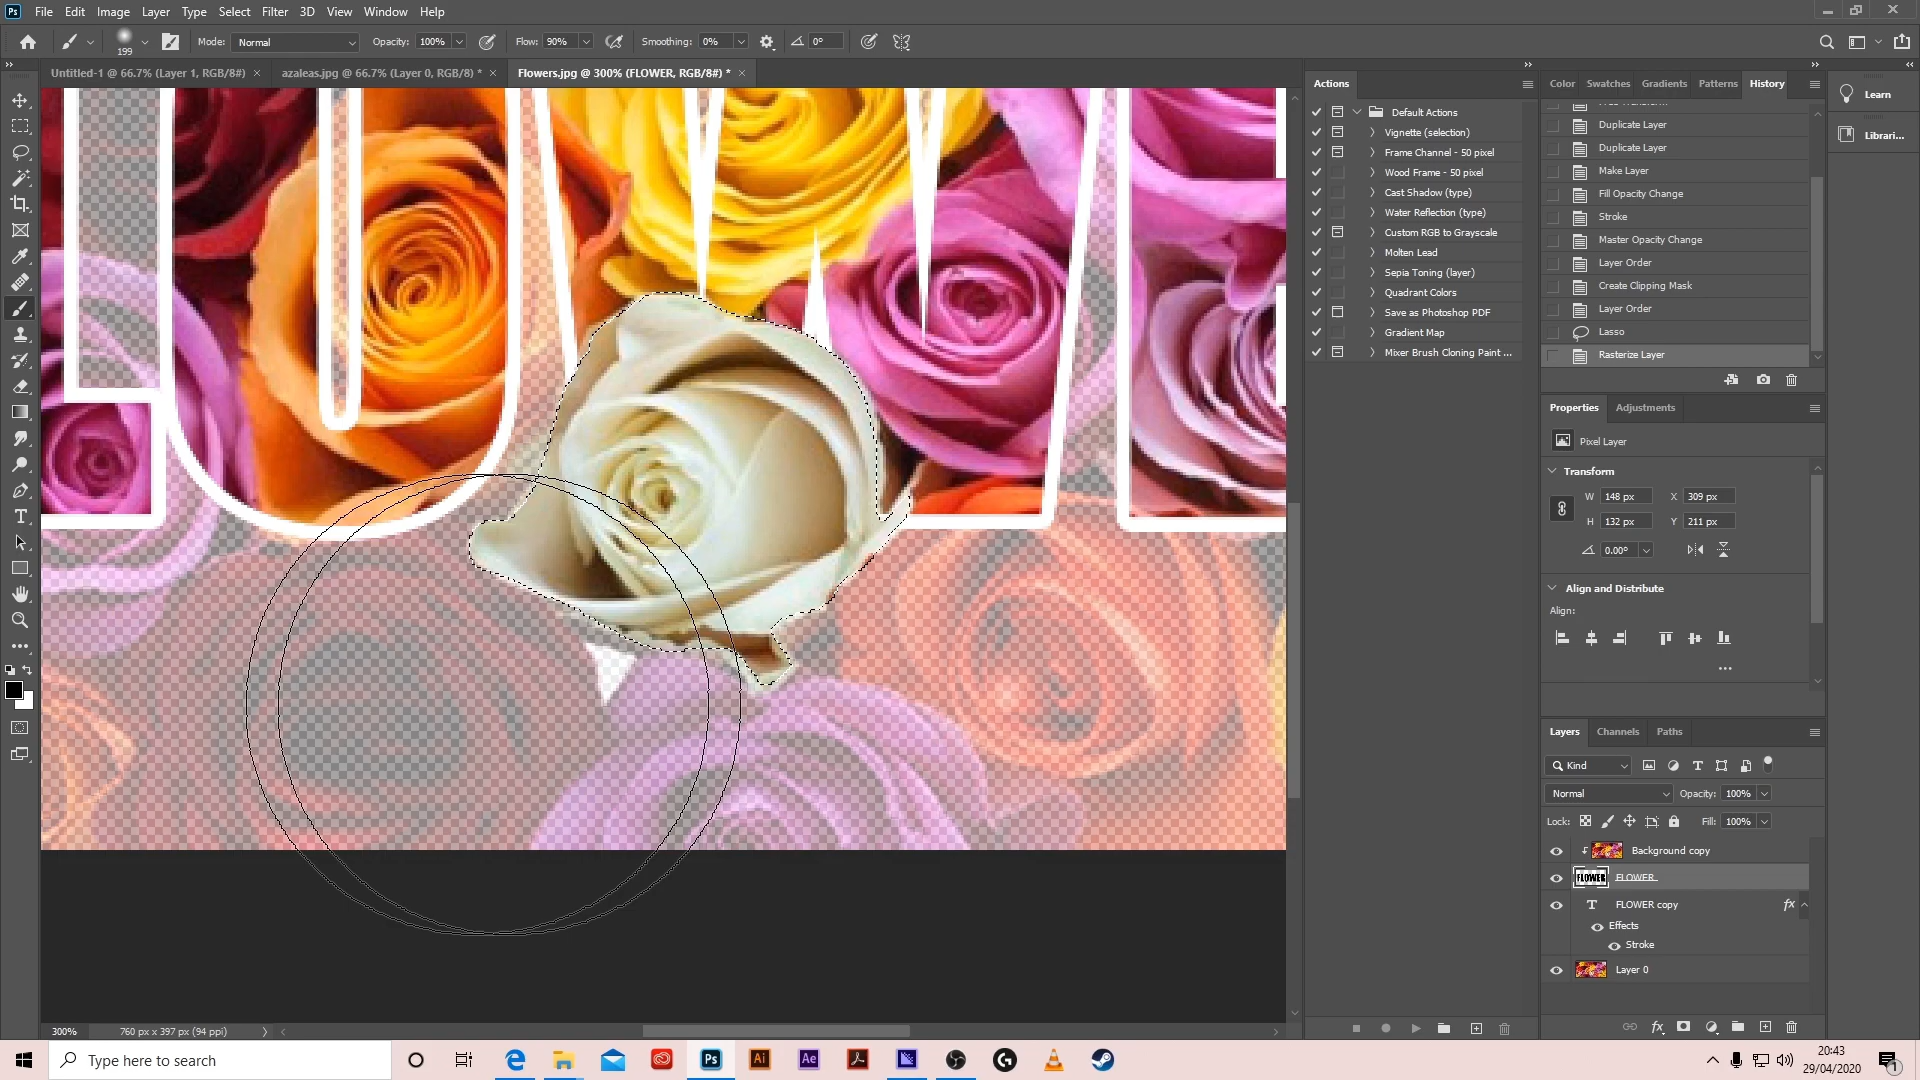 Ps File Edit Image Layer Type Select Filter 3D View Window Help
199 Mode: Normal Opacity: 100% Flow: 90% Smoothing: 0% 0°
Untitled-1 @ 66.7% (Layer 1, RGB/8#) × azaleas.jpg @ 66.7% (Layer 0, RGB/8) * × Flowers.jpg @ 300% (FLOWER, RGB/8#) * ×
Actions
Default Actions
Vignette (selection)
Frame Channel - 50 pixel
Wood Frame - 50 pixel
Cast Shadow (type)
Water Reflection (type)
Custom RGB to Grayscale
Molten Lead
Sepia Toning (layer)
Quadrant Colors
Save as Photoshop PDF
Gradient Map
Mixer Brush Cloning Paint ...
Color Swatches Gradients Patterns History
Duplicate Layer
Duplicate Layer
Make Layer
Fill Opacity Change
Stroke
Master Opacity Change
Layer Order
Create Clipping Mask
Layer Order
Lasso
Rasterize Layer
Learn
Librari...
Properties Adjustments
Pixel Layer
Transform
W 148 px X 309 px
H 132 px Y 211 px
0.00°
Align and Distribute
Align:
Layers Channels Paths
Kind
Normal Opacity: 100%
Lock: Fill: 100%
Background copy
FLOWER FLOWER
T FLOWER copy fx
Effects
Stroke
Layer 0
300% 760 px x 397 px (94 ppi)
Type here to search
Ps Ai Ae
20:43
29/04/2020
1